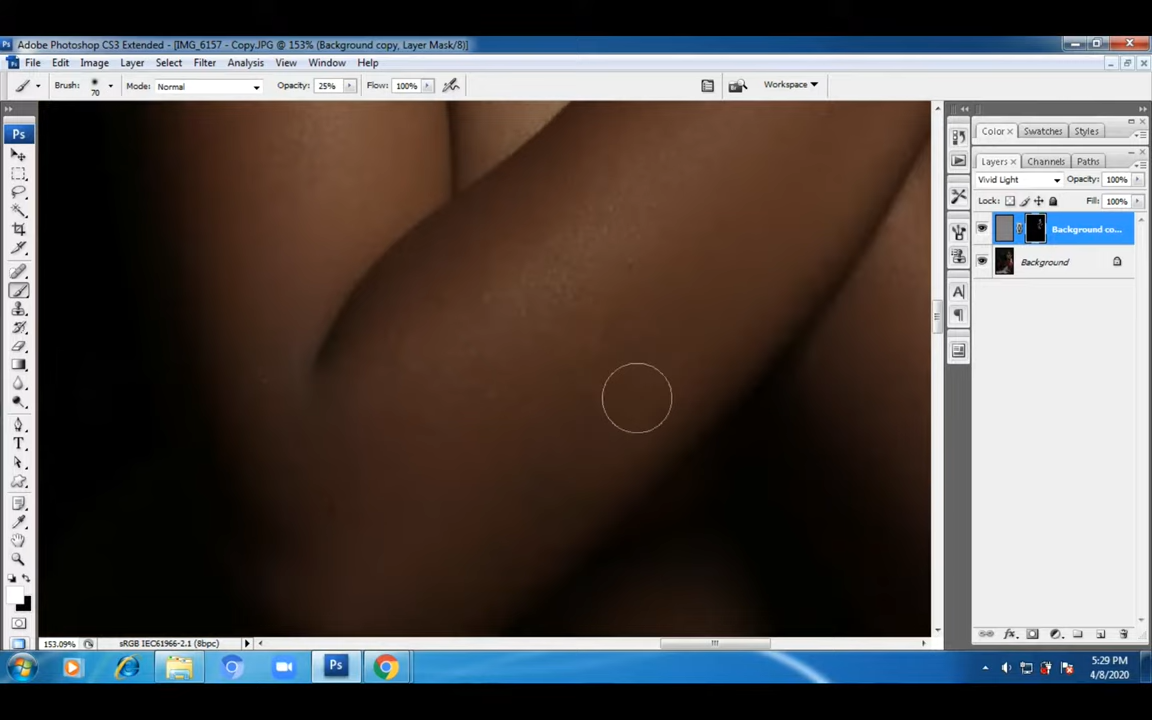 Ps Adobe Photoshop CS3 Extended - [IMG_6157 - Copy.JPG @ 153% (Background copy, Layer Mask/8)]
File Edit Image Layer Select Filter Analysis View Window Help
Brush: 70 Mode: Normal Opacity: 25% Flow: 100% Workspace
Ps
Color Swatches Styles
Layers Channels Paths
Vivid Light Opacity: 100%
Lock: Fill: 100%
Background co...
Background
T
A
153.09% sRGB IEC61966-2.1 (8bpc)
Ps
5:29 PM
4/8/2020